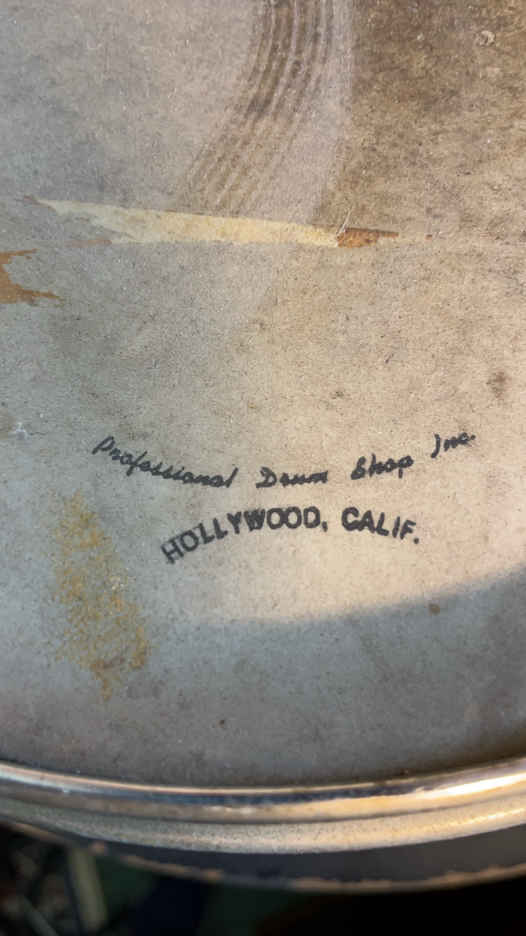 Professional Drum Shop Inc.
HOLLYWOOD, CALIF.